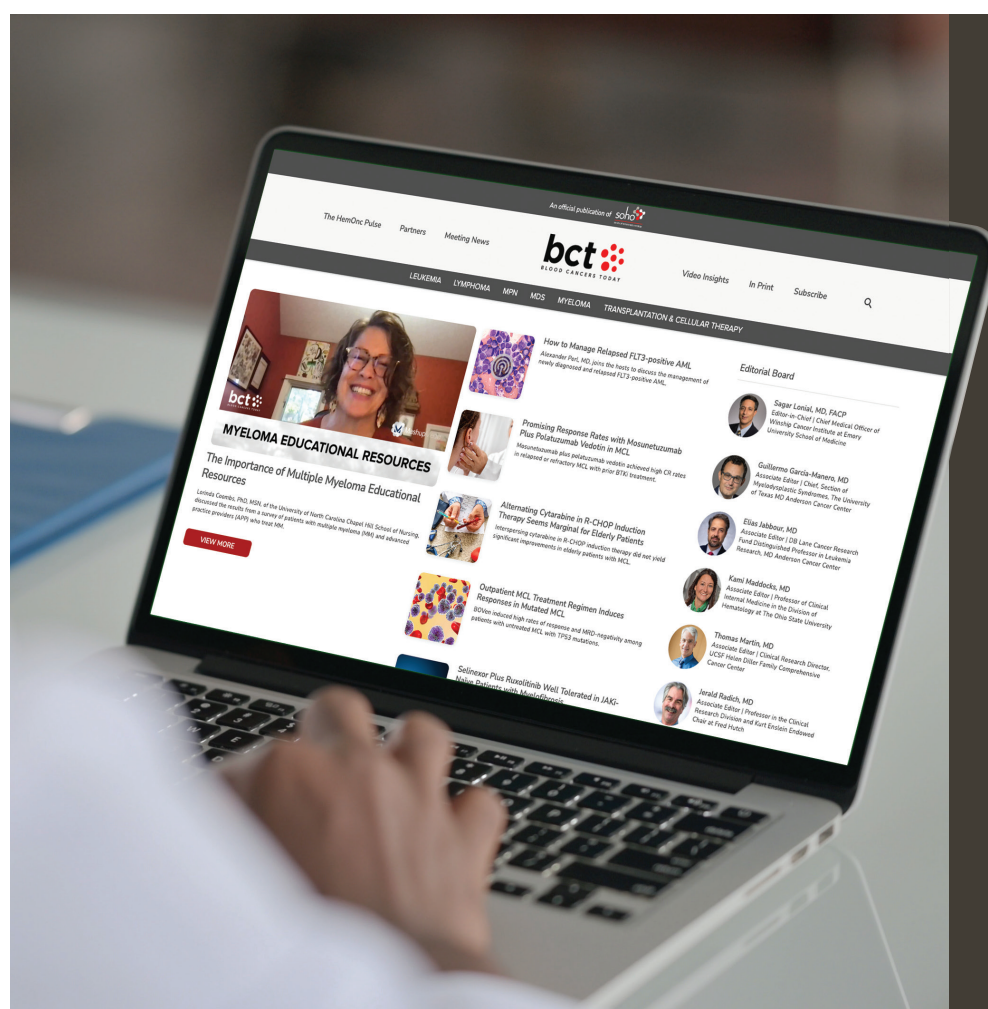 An official publication of soho
The HemOnc Pulse
Partners
Meeting News
bct
BLOOD CANCERS TODAY
Video Insights
In Print
Subscribe
LEUKEMIA LYMPHOMA MPN MDS MYELOMA TRANSPLANTATION & CELLULAR THERAPY
bct
BLOOD CANCERS TODAY
MYELOMA EDUCATIONAL RESOURCES
The Importance of Multiple Myeloma Educational
Resources
Lorinda Coombs, PhD, MSN, of the University of North Carolina Chapel Hill School of Nursing,
discussed the results from a survey of patients with multiple myeloma (MM) and advanced
practice providers (APP) who treat MM.
VIEW MORE
How to Manage Relapsed FLT3-positive AML
Alexander Perl, MD, joins the hosts to discuss the management of
newly diagnosed and relapsed FLT3-positive AML.
Promising Response Rates with Mosunetuzumab
Plus Polatuzumab Vedotin in MCL
Mosunetuzumab plus polatuzumab vedotin achieved high CR rates
in relapsed or refractory MCL with prior BTKi treatment.
Alternating Cytarabine in R-CHOP Induction
Therapy Seems Marginal for Elderly Patients
Interspersing cytarabine in R-CHOP induction therapy did not yield
significant improvements in elderly patients with MCL.
Outpatient MCL Treatment Regimen Induces
Responses in Mutated MCL
BOVen induced high rates of response and MRD-negativity among
patients with untreated MCL with TP53 mutations.
Selinexor Plus Ruxolitinib Well Tolerated in JAKi-
Naïve Patients with Myelofibrosis
Editorial Board
Sagar Lonial, MD, FACP
Editor-in-Chief | Chief Medical Officer of
Winship Cancer Institute at Emory
University School of Medicine
Guillermo Garcia-Manero, MD
Associate Editor | Chief, Section of
Myelodysplastic Syndromes, The University
of Texas MD Anderson Cancer Center
Elias Jabbour, MD
Associate Editor | DB Lane Cancer Research
Fund Distinguished Professor in Leukemia
Research, MD Anderson Cancer Center
Kami Maddocks, MD
Associate Editor | Professor of Clinical
Internal Medicine in the Division of
Hematology at The Ohio State University
Thomas Martin, MD
Associate Editor | Clinical Research Director,
UCSF Helen Diller Family Comprehensive
Cancer Center
Jerald Radich, MD
Associate Editor | Professor in the Clinical
Research Division and Kurt Enslein Endowed
Chair at Fred Hutch